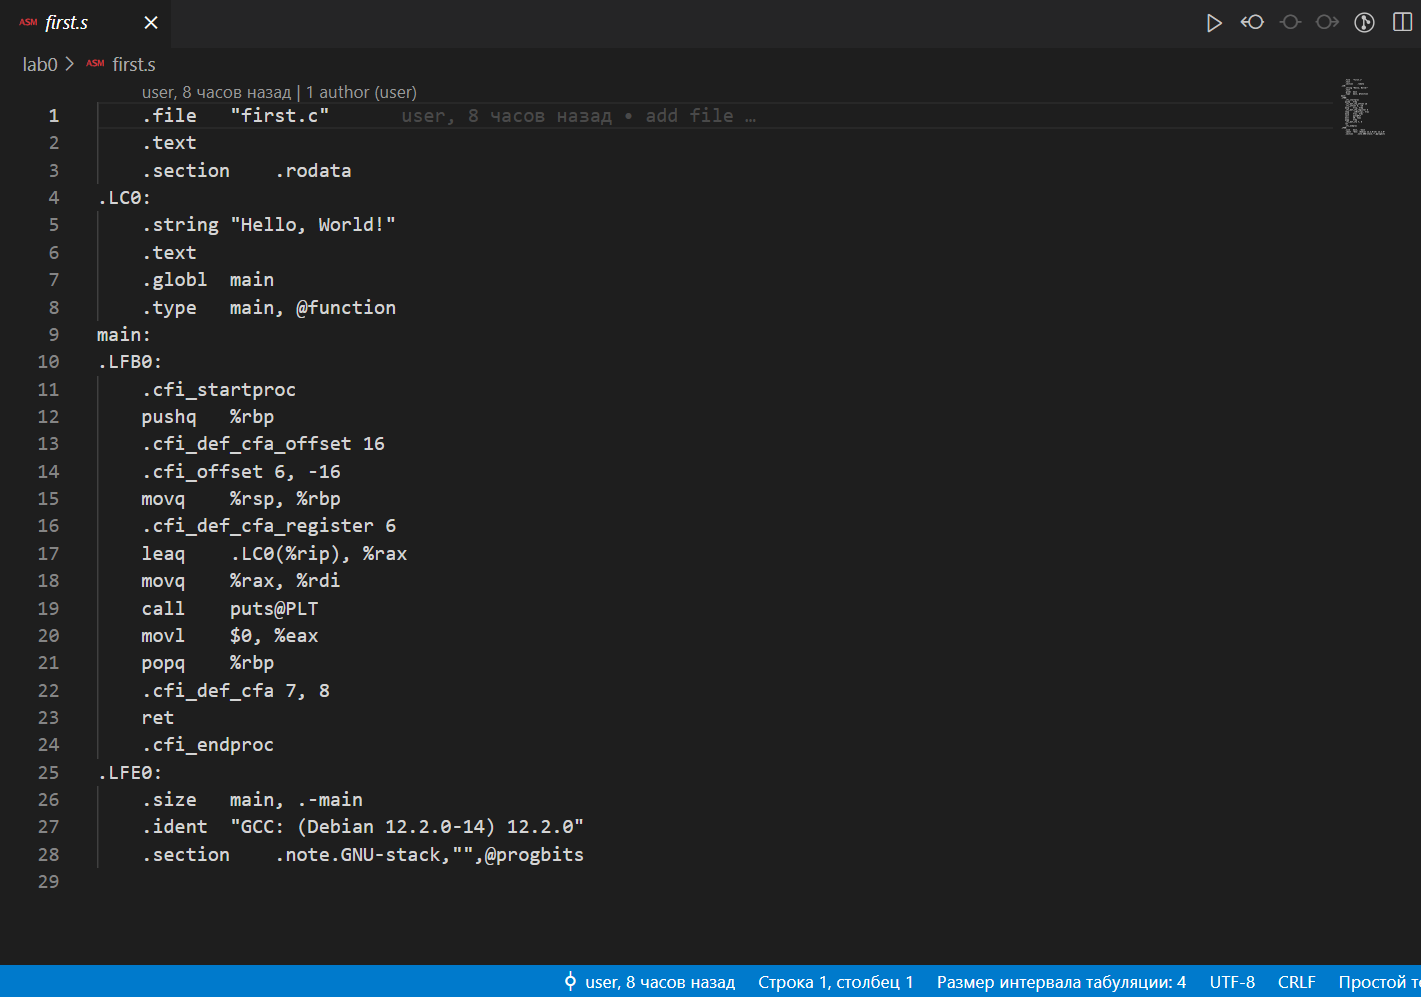 ASM first.s
lab0 > ASM first.s
user, 8 часов назад | 1 author (user)
1 .file "first.c" user, 8 часов назад • add file …
2 .text
3 .section .rodata
4 .LC0:
5 .string "Hello, World!"
6 .text
7 .globl main
8 .type main, @function
9 main:
10 .LFB0:
11 .cfi_startproc
12 pushq %rbp
13 .cfi_def_cfa_offset 16
14 .cfi_offset 6, -16
15 movq %rsp, %rbp
16 .cfi_def_cfa_register 6
17 leaq .LC0(%rip), %rax
18 movq %rax, %rdi
19 call puts@PLT
20 movl $0, %eax
21 popq %rbp
22 .cfi_def_cfa 7, 8
23 ret
24 .cfi_endproc
25 .LFE0:
26 .size main, .-main
27 .ident "GCC: (Debian 12.2.0-14) 12.2.0"
28 .section .note.GNU-stack,"",@progbits
29
user, 8 часов назад Строка 1, столбец 1 Размер интервала табуляции: 4 UTF-8 CRLF Простой